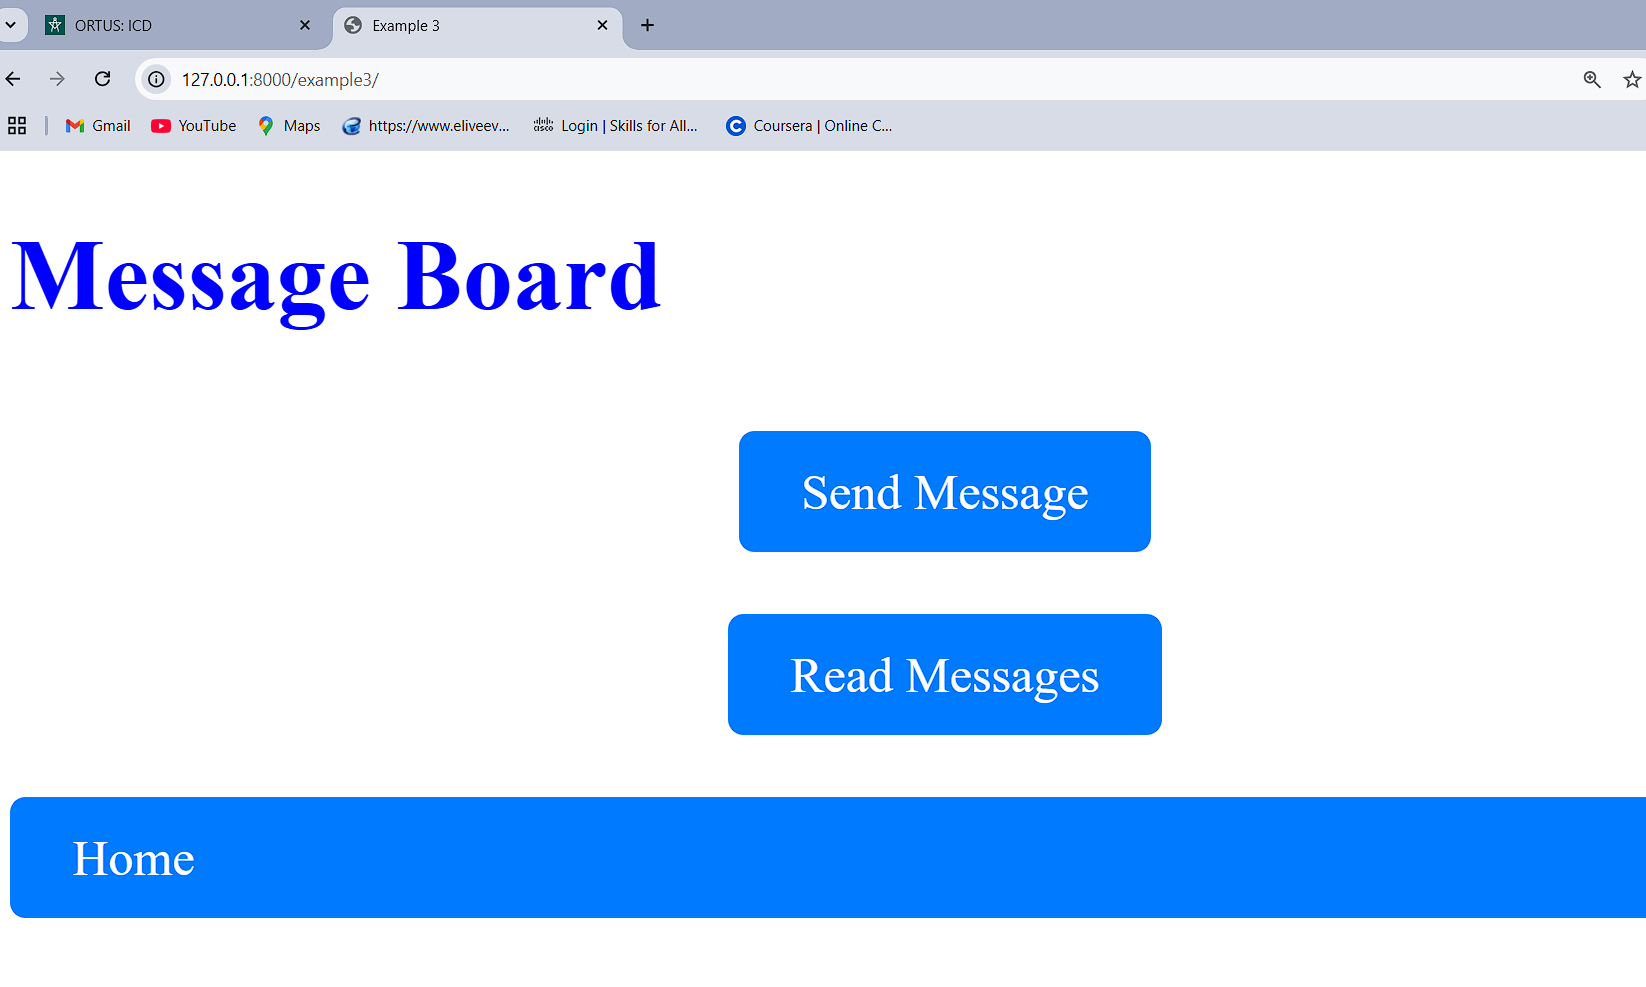 ORTUS: ICD
Example 3
127.0.0.1:8000/example3/
Gmail
YouTube
Maps
https://www.eliveev...
cisco
Login | Skills for All...
Coursera | Online C...
Message Board
Send Message
Read Messages
Home